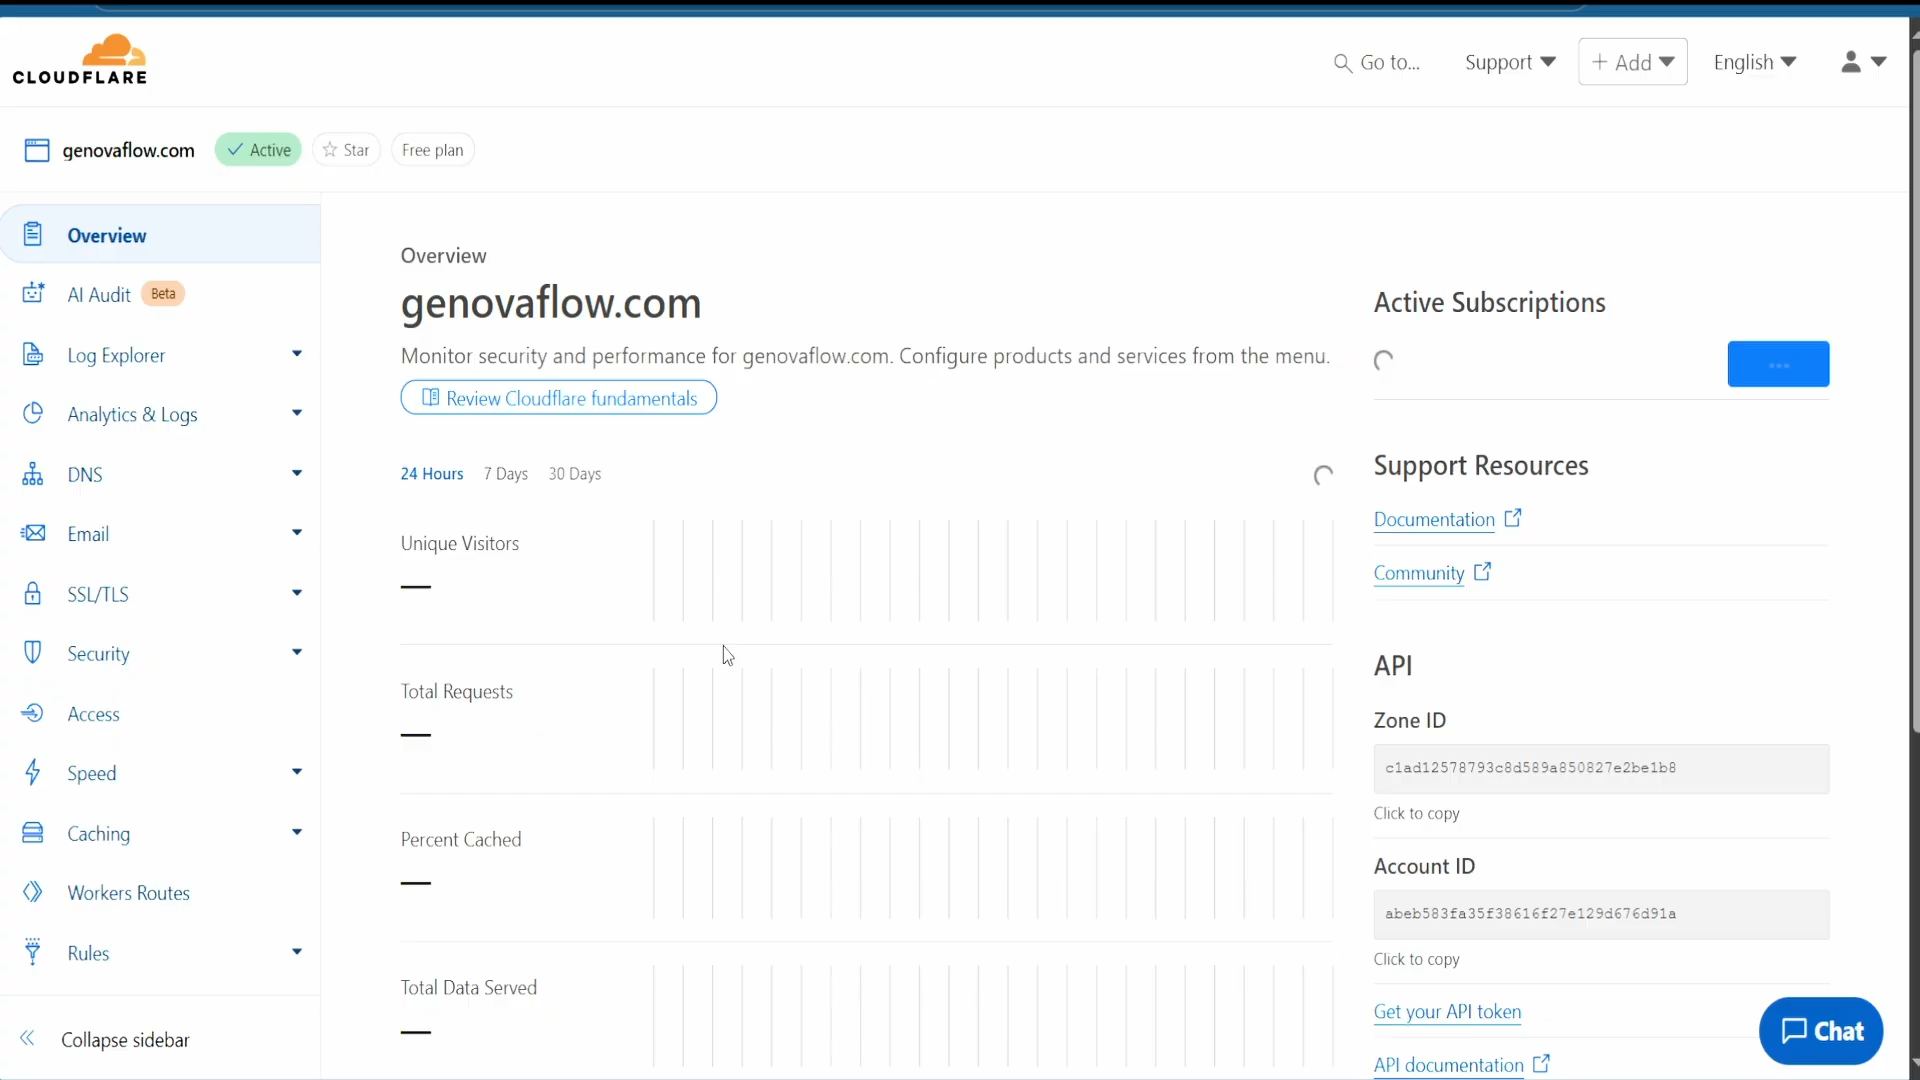 CLOUDFLARE
Go to...
Support
+ Add
English
genovaflow.com
Active
Star
Free plan
Overview
AI Audit
Beta
Log Explorer
Analytics & Logs
DNS
Email
SSL/TLS
Security
Access
Speed
Caching
Workers Routes
Rules
Collapse sidebar
Overview
genovaflow.com
Monitor security and performance for genovaflow.com. Configure products and services from the menu.
Review Cloudflare fundamentals
24 Hours
7 Days
30 Days
Unique Visitors
—
Total Requests
—
Percent Cached
—
Total Data Served
—
Active Subscriptions
...
Support Resources
Documentation
Community
API
Zone ID
c1ad12578793c8d589a850827e2be1b8
Click to copy
Account ID
abeb583fa35f38616f27e129d676d91a
Click to copy
Get your API token
API documentation
Chat